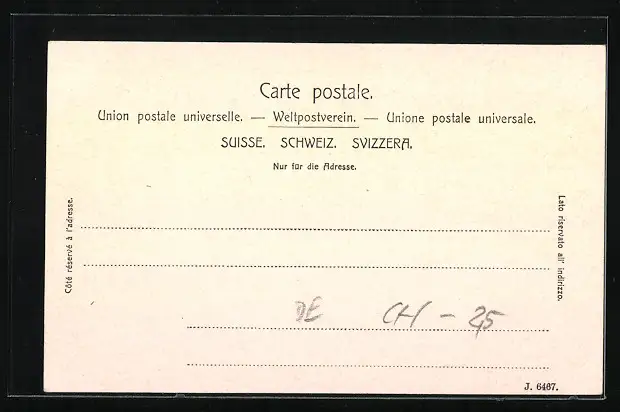 Carte postale.
Union postale universelle. — Weltpostverein. — Unione postale universale.
SUISSE. SCHWEIZ. SVIZZERA.
Nur für die Adresse.
Côté réservé à l'adresse.
Lato riservato all' indirizzo.
DE CH - 25
J. 6467.